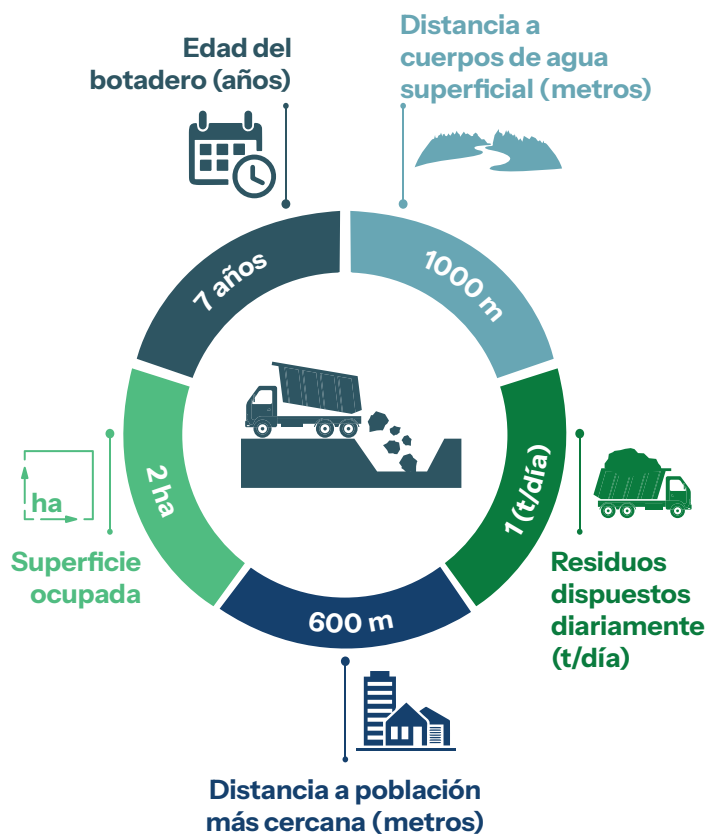 Edad del
botadero (años)
Distancia a
cuerpos de agua
superficial (metros)
7 años
1000 m
2 ha
1 (t/día)
600 m
ha
Superficie
ocupada
Residuos
dispuestos
diariamente
(t/día)
Distancia a población
más cercana (metros)